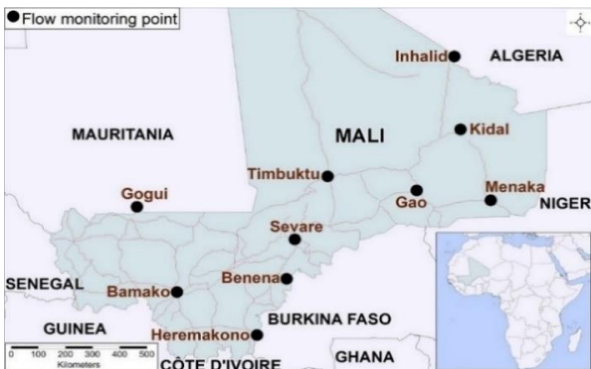 Flow monitoring point
Inhalid
ALGERIA
MAURITANIA
MALI
Kidal
Timbuktu
Gogui
Gao
Menaka
NIGER
Sevare
SENEGAL
Bamako
Benena
GUINEA
Heremakono
BURKINA FASO
0 100 200 300 400 500
Kilometers
CÔTE D'IVOIRE
GHANA